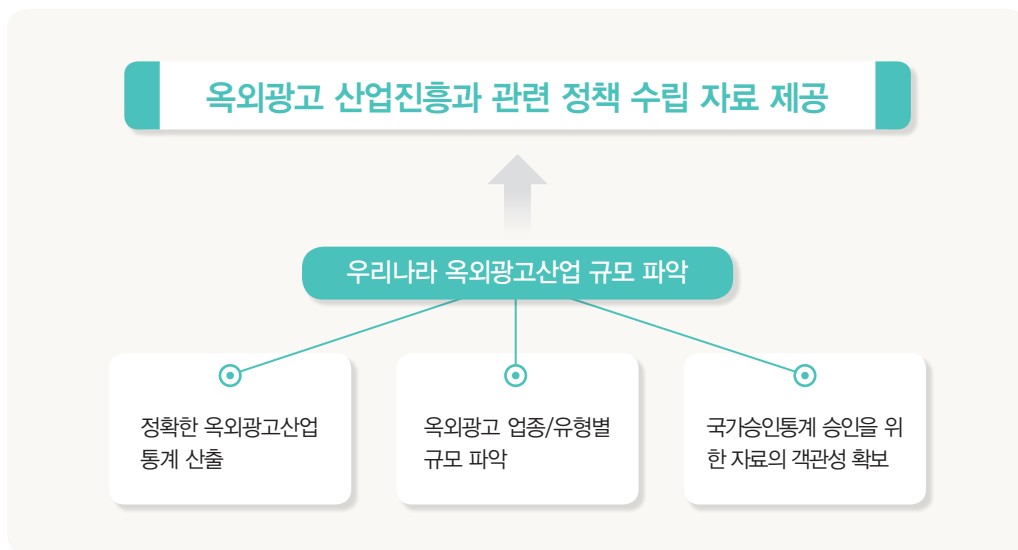 옥외광고 산업진흥과 관련 정책 수립 자료 제공
우리나라 옥외광고산업 규모 파악
정확한 옥외광고산업
통계 산출
옥외광고 업종/유형별
규모 파악
국가승인통계 승인을 위
한 자료의 객관성 확보